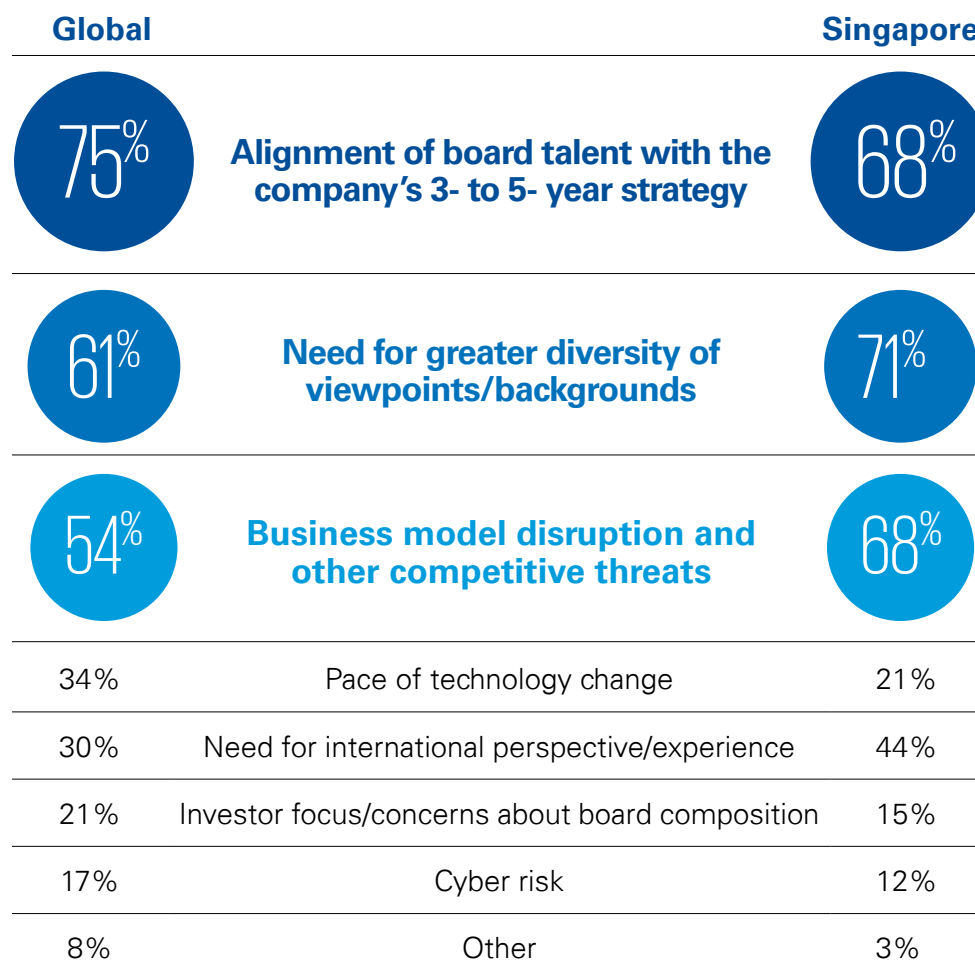 Global Singapore
75% Alignment of board talent with the 68%
company’s 3- to 5- year strategy
61% Need for greater diversity of 71%
viewpoints/backgrounds
54% Business model disruption and 68%
other competitive threats
34% Pace of technology change 21%
30% Need for international perspective/experience 44%
21% Investor focus/concerns about board composition 15%
17% Cyber risk 12%
8% Other 3%